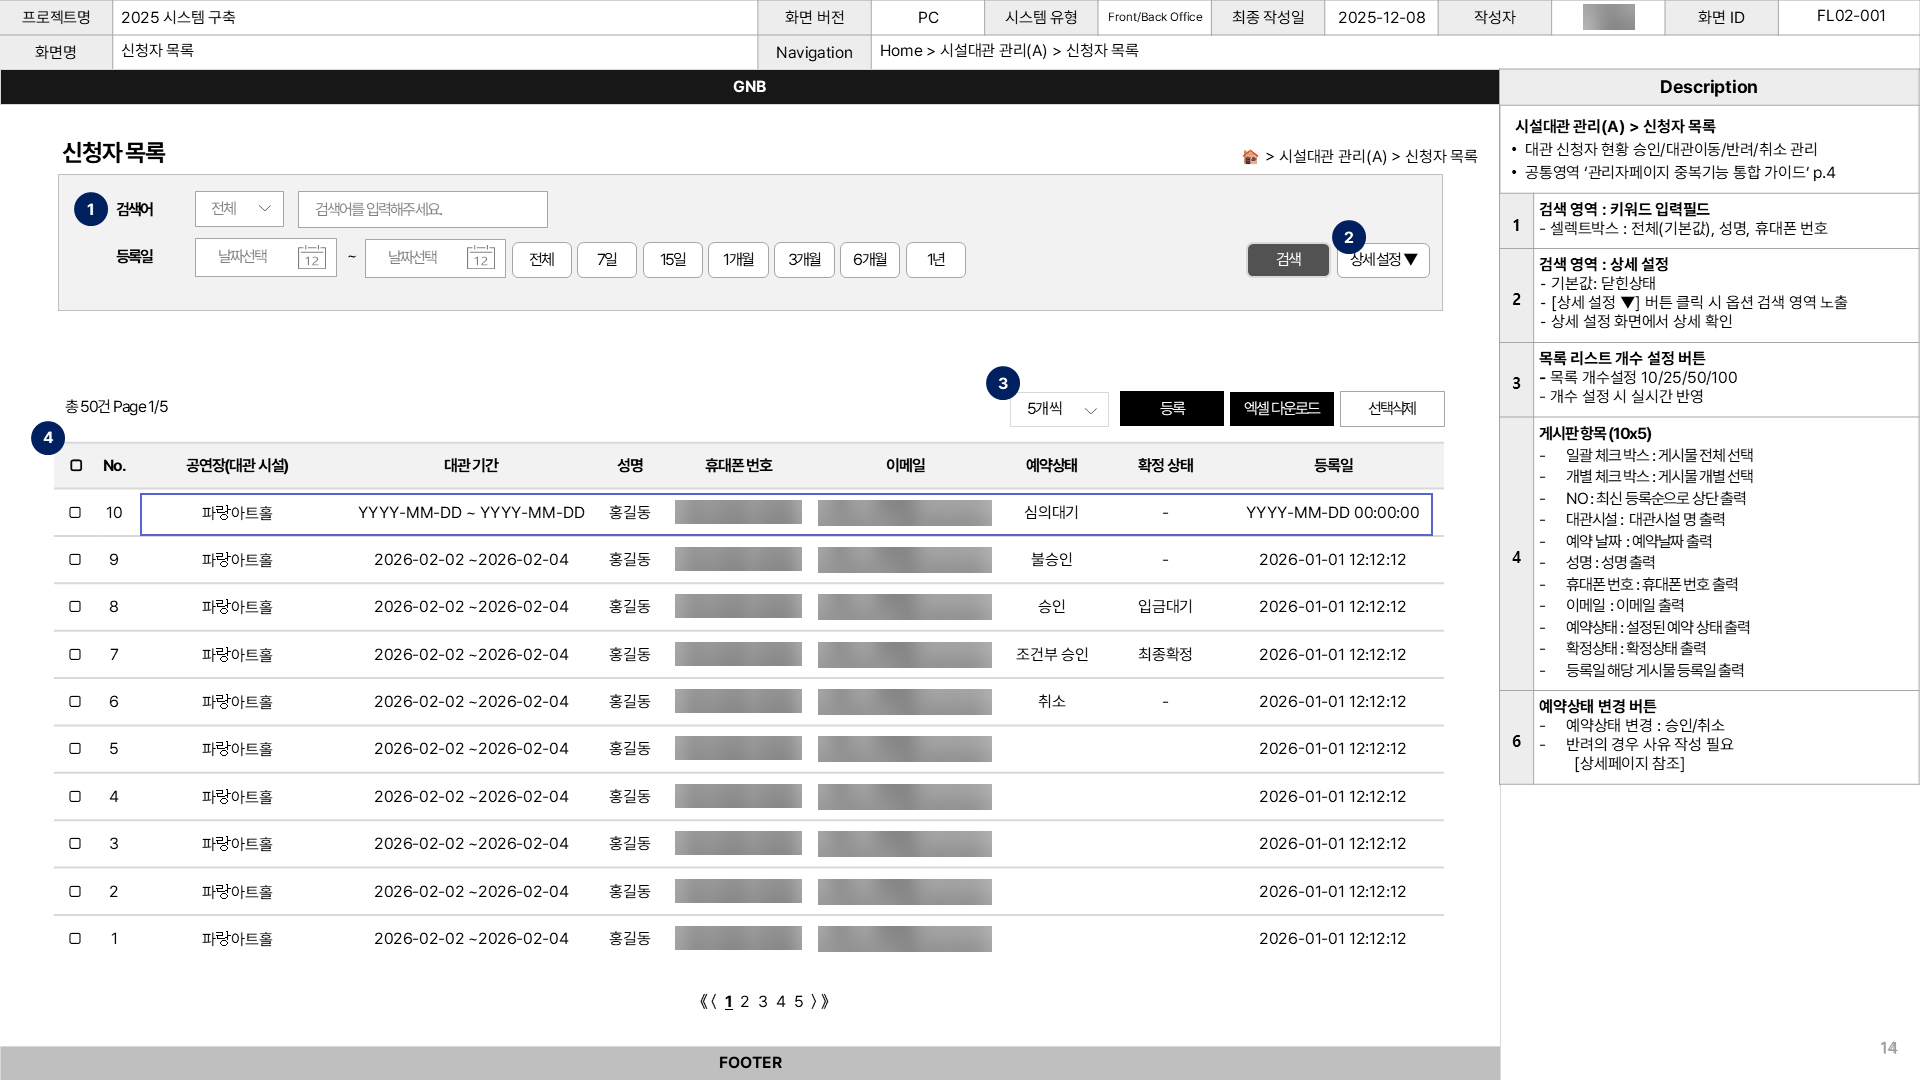 프로젝트명 2025 시스템 구축 화면 버전 PC 시스템 유형 Front/Back Office 최종 작성일 2025-12-08 작성자 화면 ID FL02-001
화면명 신청자 목록 Navigation Home > 시설대관 관리(A) > 신청자 목록
GNB
신청자 목록
> 시설대관 관리(A) > 신청자 목록
1 검색어 전체 검색어를 입력해주세요.
등록일 날짜선택 12 ~ 날짜선택 12 전체 7일 15일 1개월 3개월 6개월 1년 검색 2 상세 설정 ▼
총 50건 Page 1/5 3 5개씩 등록 엑셀 다운로드 선택삭제
4
No. 공연장(대관 시설) 대관 기간 성명 휴대폰 번호 이메일 예약상태 확정 상태 등록일
10 파랑아트홀 YYYY-MM-DD ~ YYYY-MM-DD 홍길동 심의대기 - YYYY-MM-DD 00:00:00
9 파랑아트홀 2026-02-02 ~2026-02-04 홍길동 불승인 - 2026-01-01 12:12:12
8 파랑아트홀 2026-02-02 ~2026-02-04 홍길동 승인 입금대기 2026-01-01 12:12:12
7 파랑아트홀 2026-02-02 ~2026-02-04 홍길동 조건부 승인 최종확정 2026-01-01 12:12:12
6 파랑아트홀 2026-02-02 ~2026-02-04 홍길동 취소 - 2026-01-01 12:12:12
5 파랑아트홀 2026-02-02 ~2026-02-04 홍길동 2026-01-01 12:12:12
4 파랑아트홀 2026-02-02 ~2026-02-04 홍길동 2026-01-01 12:12:12
3 파랑아트홀 2026-02-02 ~2026-02-04 홍길동 2026-01-01 12:12:12
2 파랑아트홀 2026-02-02 ~2026-02-04 홍길동 2026-01-01 12:12:12
1 파랑아트홀 2026-02-02 ~2026-02-04 홍길동 2026-01-01 12:12:12
《〈 1 2 3 4 5 〉》
FOOTER
Description
시설대관 관리(A) > 신청자 목록
• 대관 신청자 현황 승인/대관이동/반려/취소 관리
• 공통영역 ‘관리자페이지 중복기능 통합 가이드’ p.4
1
검색 영역 : 키워드 입력필드
- 셀렉트박스 : 전체(기본값), 성명, 휴대폰 번호
2
검색 영역 : 상세 설정
- 기본값: 닫힌상태
- [상세 설정 ▼] 버튼 클릭 시 옵션 검색 영역 노출
- 상세 설정 화면에서 상세 확인
3
목록 리스트 개수 설정 버튼
- 목록 개수설정 10/25/50/100
- 개수 설정 시 실시간 반영
4
게시판 항목 (10x5)
- 일괄 체크 박스 : 게시물 전체 선택
- 개별 체크 박스 : 게시물 개별 선택
- NO : 최신 등록순으로 상단 출력
- 대관시설 : 대관시설 명 출력
- 예약 날짜 : 예약날짜 출력
- 성명 : 성명 출력
- 휴대폰 번호 : 휴대폰 번호 출력
- 이메일 : 이메일 출력
- 예약상태 : 설정된 예약 상태 출력
- 확정상태 : 확정상태 출력
- 등록일 해당 게시물 등록일 출력
6
예약상태 변경 버튼
- 예약상태 변경 : 승인/취소
- 반려의 경우 사유 작성 필요
[상세페이지 참조]
14